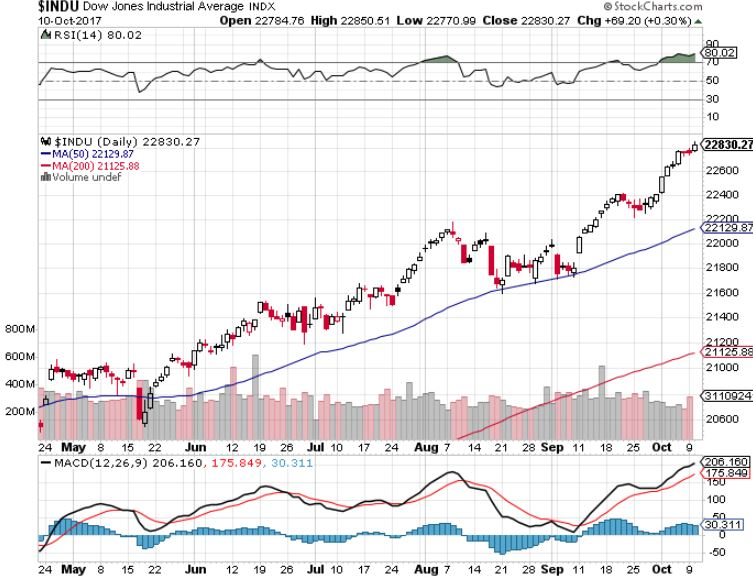 $INDU Dow Jones Industrial Average INDX
© StockCharts.com
10-Oct-2017
Open 22784.76 High 22850.51 Low 22770.99 Close 22830.27 Chg +69.20 (+0.30%)
RSI(14) 80.02
90
80.02
70
50
30
10
$INDU (Daily) 22830.27
MA(50) 22129.87
MA(200) 21125.88
Volume undef
22830.27
22600
22400
22200
22129.87
22000
21800
21600
21400
21200
21125.88
21000
20600
800M
600M
400M
200M
3110924
24 May 8 15 22 Jun 12 19 26 Jul 10 17 24 Aug 7 14 21 28 Sep 11 18 25 Oct 9
MACD(12,26,9) 206.160, 175.849, 30.311
206.160
175.849
150
100
50
30.311
0
-50
24 May 8 15 22 Jun 12 19 26 Jul 10 17 24 Aug 7 14 21 28 Sep 11 18 25 Oct 9